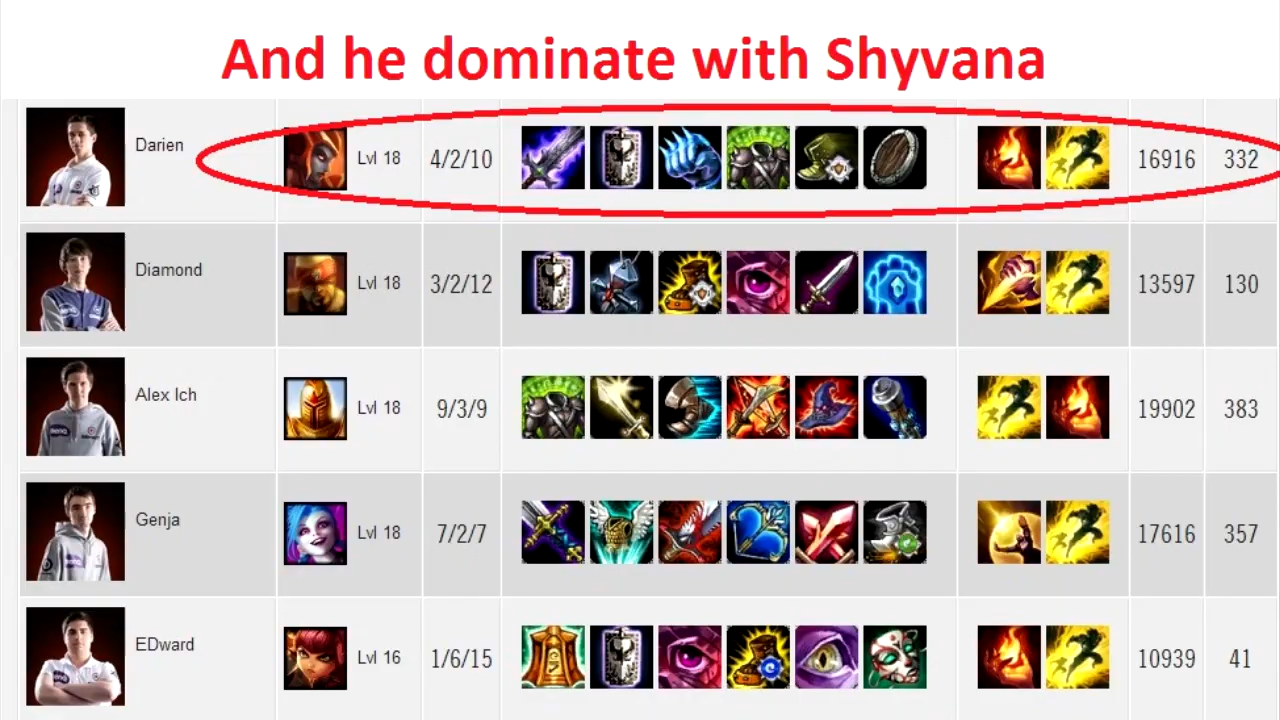 And he dominate with Shyvana
Darien Lvl 18 4/2/10 16916 332
Diamond Lvl 18 3/2/12 13597 130
Alex Ich Lvl 18 9/3/9 19902 383
Genja Lvl 18 7/2/7 17616 357
EDward Lvl 16 1/6/15 10939 41